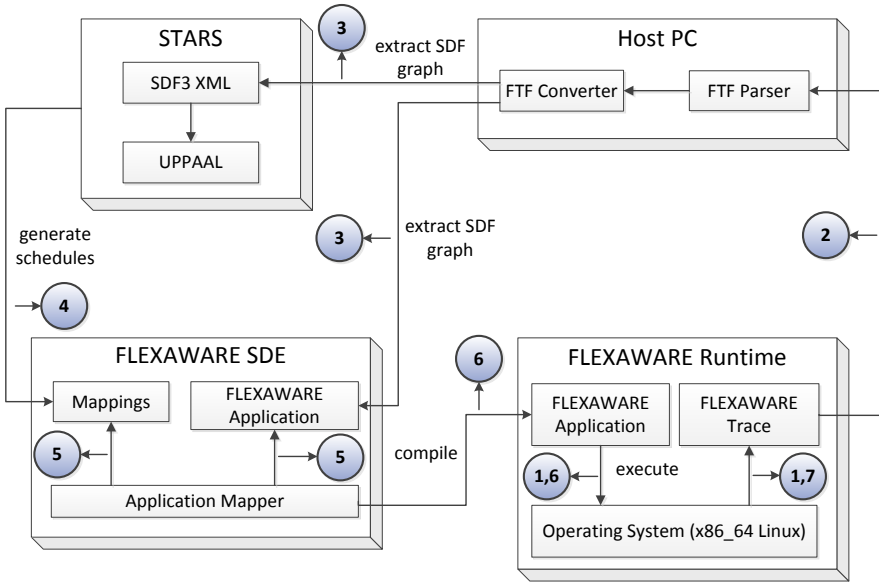 STARS
SDF3 XML
UPPAAL
3
extract SDF
graph
Host PC
FTF Converter
FTF Parser
generate
schedules
4
3
extract SDF
graph
2
FLEXAWARE SDE
Mappings
FLEXAWARE
Application
5
5
Application Mapper
6
compile
FLEXAWARE Runtime
FLEXAWARE
Application
FLEXAWARE
Trace
1,6
execute
1,7
Operating System (x86_64 Linux)